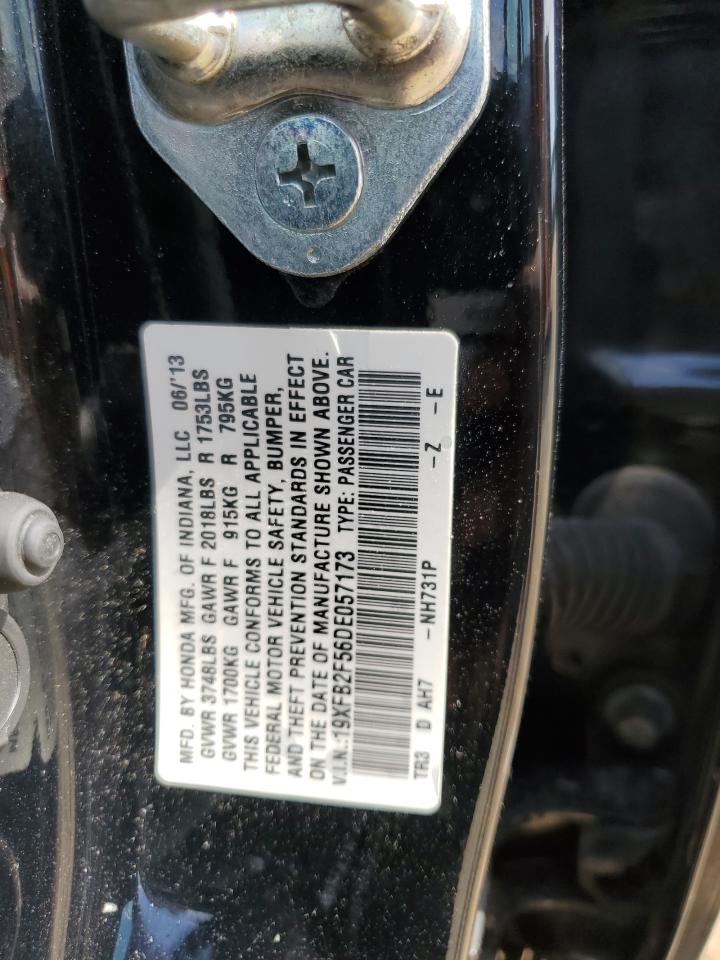 MFD. BY HONDA MFG. OF INDIANA, LLC 06/'13
GVWR 3748LBS GAWR F 2018LBS R 1753LBS
GVWR 1700KG GAWR F 915KG R 795KG
THIS VEHICLE CONFORMS TO ALL APPLICABLE
FEDERAL MOTOR VEHICLE SAFETY, BUMPER,
AND THEFT PREVENTION STANDARDS IN EFFECT
ON THE DATE OF MANUFACTURE SHOWN ABOVE.
V.I.N.:19XFB2F56DE057173 TYPE: PASSENGER CAR
TR3 D AH7 -NH731P -Z -E